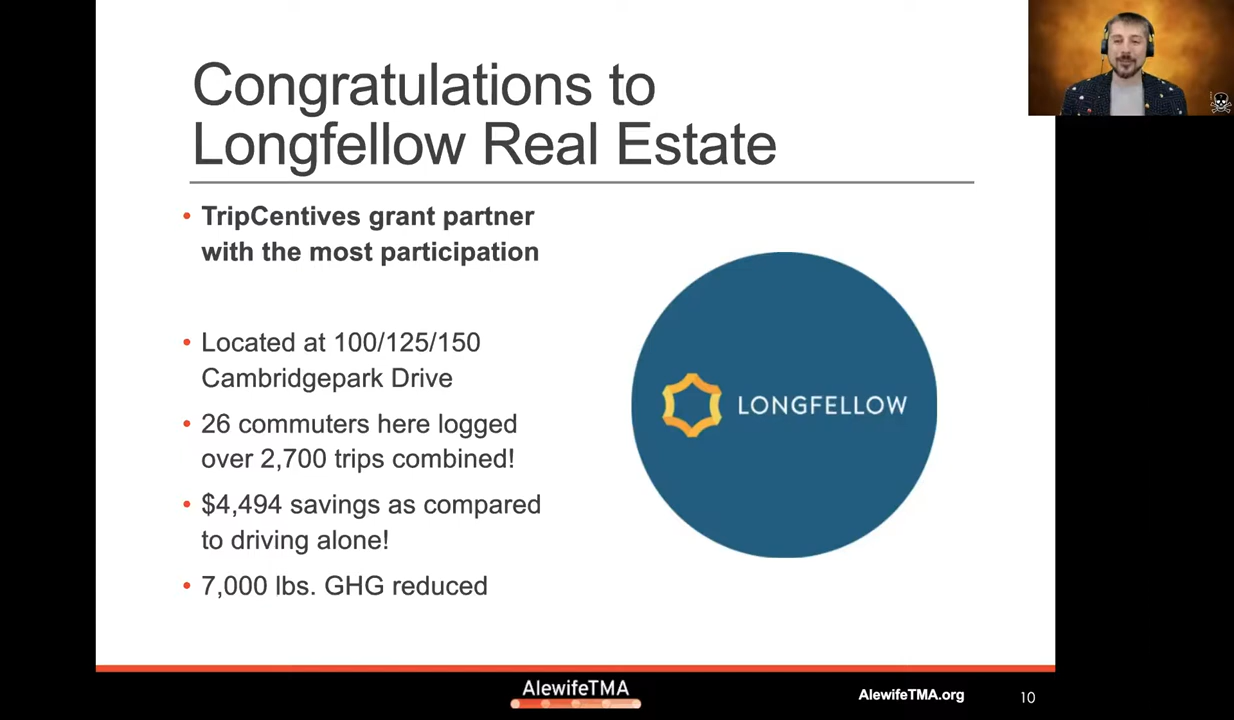 Congratulations to
Longfellow Real Estate
• TripCentives grant partner
with the most participation
• Located at 100/125/150
Cambridgepark Drive
• 26 commuters here logged
over 2,700 trips combined!
• $4,494 savings as compared
to driving alone!
• 7,000 lbs. GHG reduced
LONGFELLOW
AlewifeTMA
AlewifeTMA.org
10